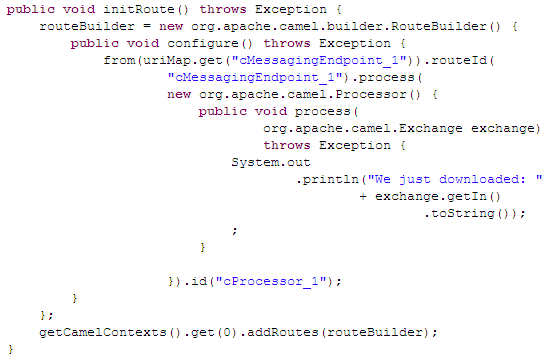 public void initRoute() throws Exception {
    routeBuilder = new org.apache.camel.builder.RouteBuilder() {
        public void configure() throws Exception {
            from(uriMap.get("cMessagingEndpoint_1")).routeId(
                    "cMessagingEndpoint_1").process(
                    new org.apache.camel.Processor() {
                        public void process(
                                org.apache.camel.Exchange exchange)
                                throws Exception {
                            System.out
                                    .println("We just downloaded: "
                                            + exchange.getIn()
                                                    .toString());
                            ;
                        }

                    }).id("cProcessor_1");
        }
    };
    getCamelContexts().get(0).addRoutes(routeBuilder);
}